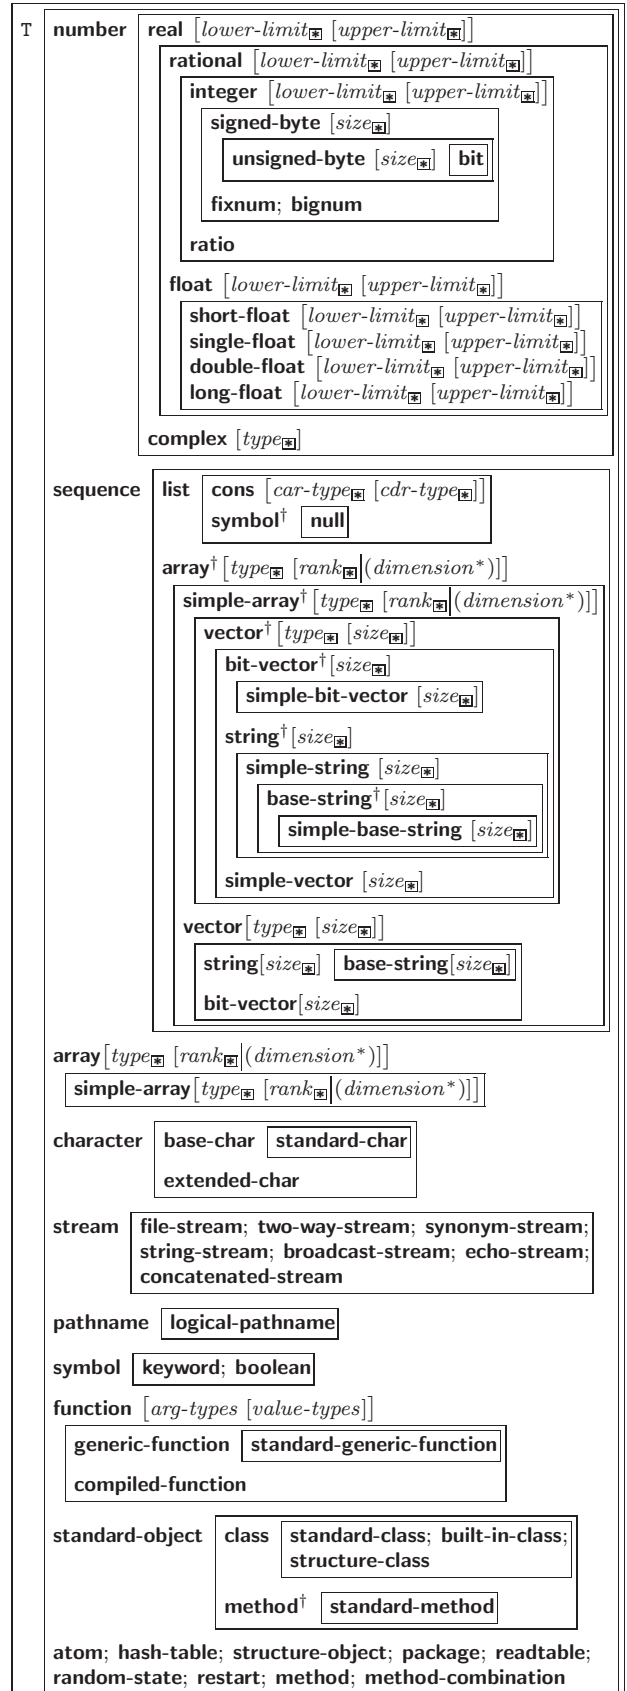 T number real [lower-limit* [upper-limit*]]
rational [lower-limit* [upper-limit*]]
integer [lower-limit* [upper-limit*]]
signed-byte [size*]
unsigned-byte [size*] bit
fixnum; bignum
ratio
float [lower-limit* [upper-limit*]]
short-float [lower-limit* [upper-limit*]]
single-float [lower-limit* [upper-limit*]]
double-float [lower-limit* [upper-limit*]]
long-float [lower-limit* [upper-limit*]]
complex [type*]
sequence list cons [car-type* [cdr-type*]]
symbol† null
array†[type* [rank*|(dimension*)]]
simple-array†[type* [rank*|(dimension*)]]
vector†[type* [size*]]
bit-vector†[size*]
simple-bit-vector [size*]
string†[size*]
simple-string [size*]
base-string†[size*]
simple-base-string [size*]
simple-vector [size*]
vector[type* [size*]]
string[size*] base-string[size*]
bit-vector[size*]
array[type* [rank*|(dimension*)]]
simple-array[type* [rank*|(dimension*)]]
character base-char standard-char
extended-char
stream file-stream; two-way-stream; synonym-stream;
string-stream; broadcast-stream; echo-stream;
concatenated-stream
pathname logical-pathname
symbol keyword; boolean
function [arg-types [value-types]]
generic-function standard-generic-function
compiled-function
standard-object class standard-class; built-in-class;
structure-class
method† standard-method
atom; hash-table; structure-object; package; readtable;
random-state; restart; method; method-combination